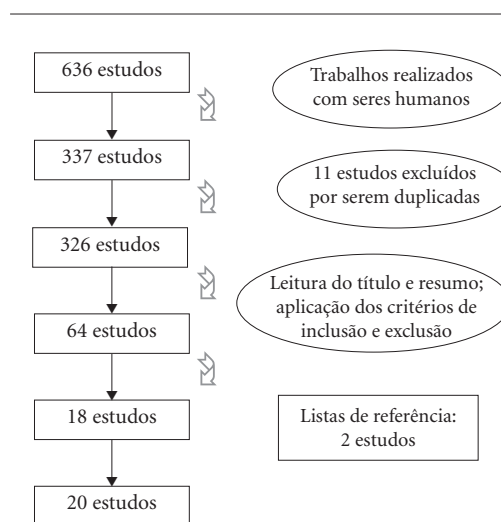 636 estudos
Trabalhos realizados
com seres humanos
337 estudos
11 estudos excluídos
por serem duplicadas
326 estudos
Leitura do título e resumo;
aplicação dos critérios de
inclusão e exclusão
64 estudos
18 estudos
Listas de referência:
2 estudos
20 estudos